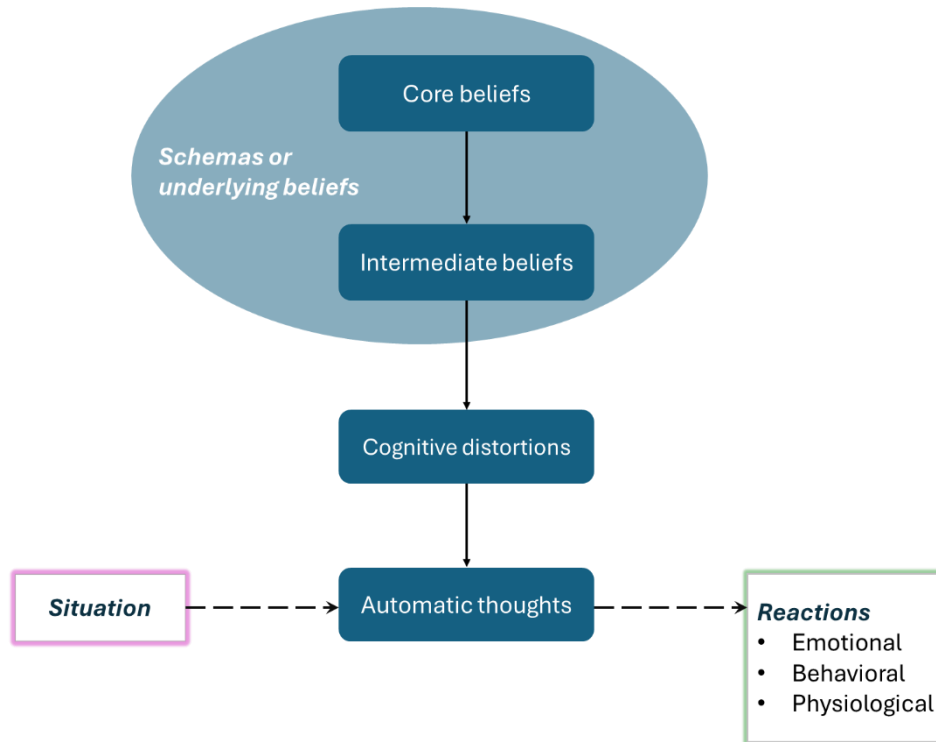 Core beliefs
Schemas or
underlying beliefs
Intermediate beliefs
Cognitive distortions
Situation
Automatic thoughts
Reactions
• Emotional
• Behavioral
• Physiological